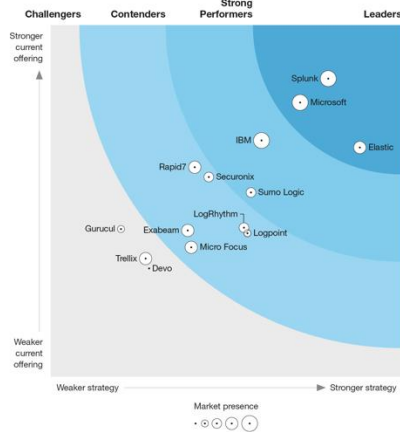 Challengers
Contenders
Strong
Performers
Leaders
Stronger
current
offering
Splunk
Microsoft
IBM
Elastic
Rapid7
Securonix
Sumo Logic
LogRhythm
Gurucul
Exabeam
Logpoint
Micro Focus
Trellix
Devo
Weaker
current
offering
Weaker strategy
Stronger strategy
Market presence